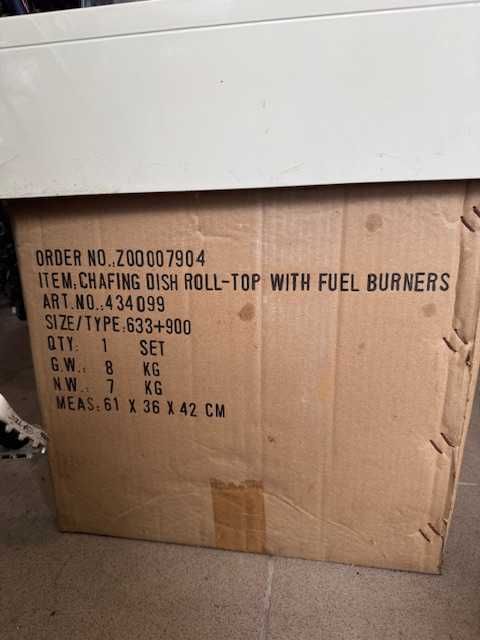 ORDER NO.:Z00007904
ITEM:CHAFING DISH ROLL-TOP WITH FUEL BURNERS
ART.NO.:434099
SIZE/TYPE:633+900
QTY: 1 SET
G.W.: 8 KG
N.W.: 7 KG
MEAS:61 X 36 X 42 CM